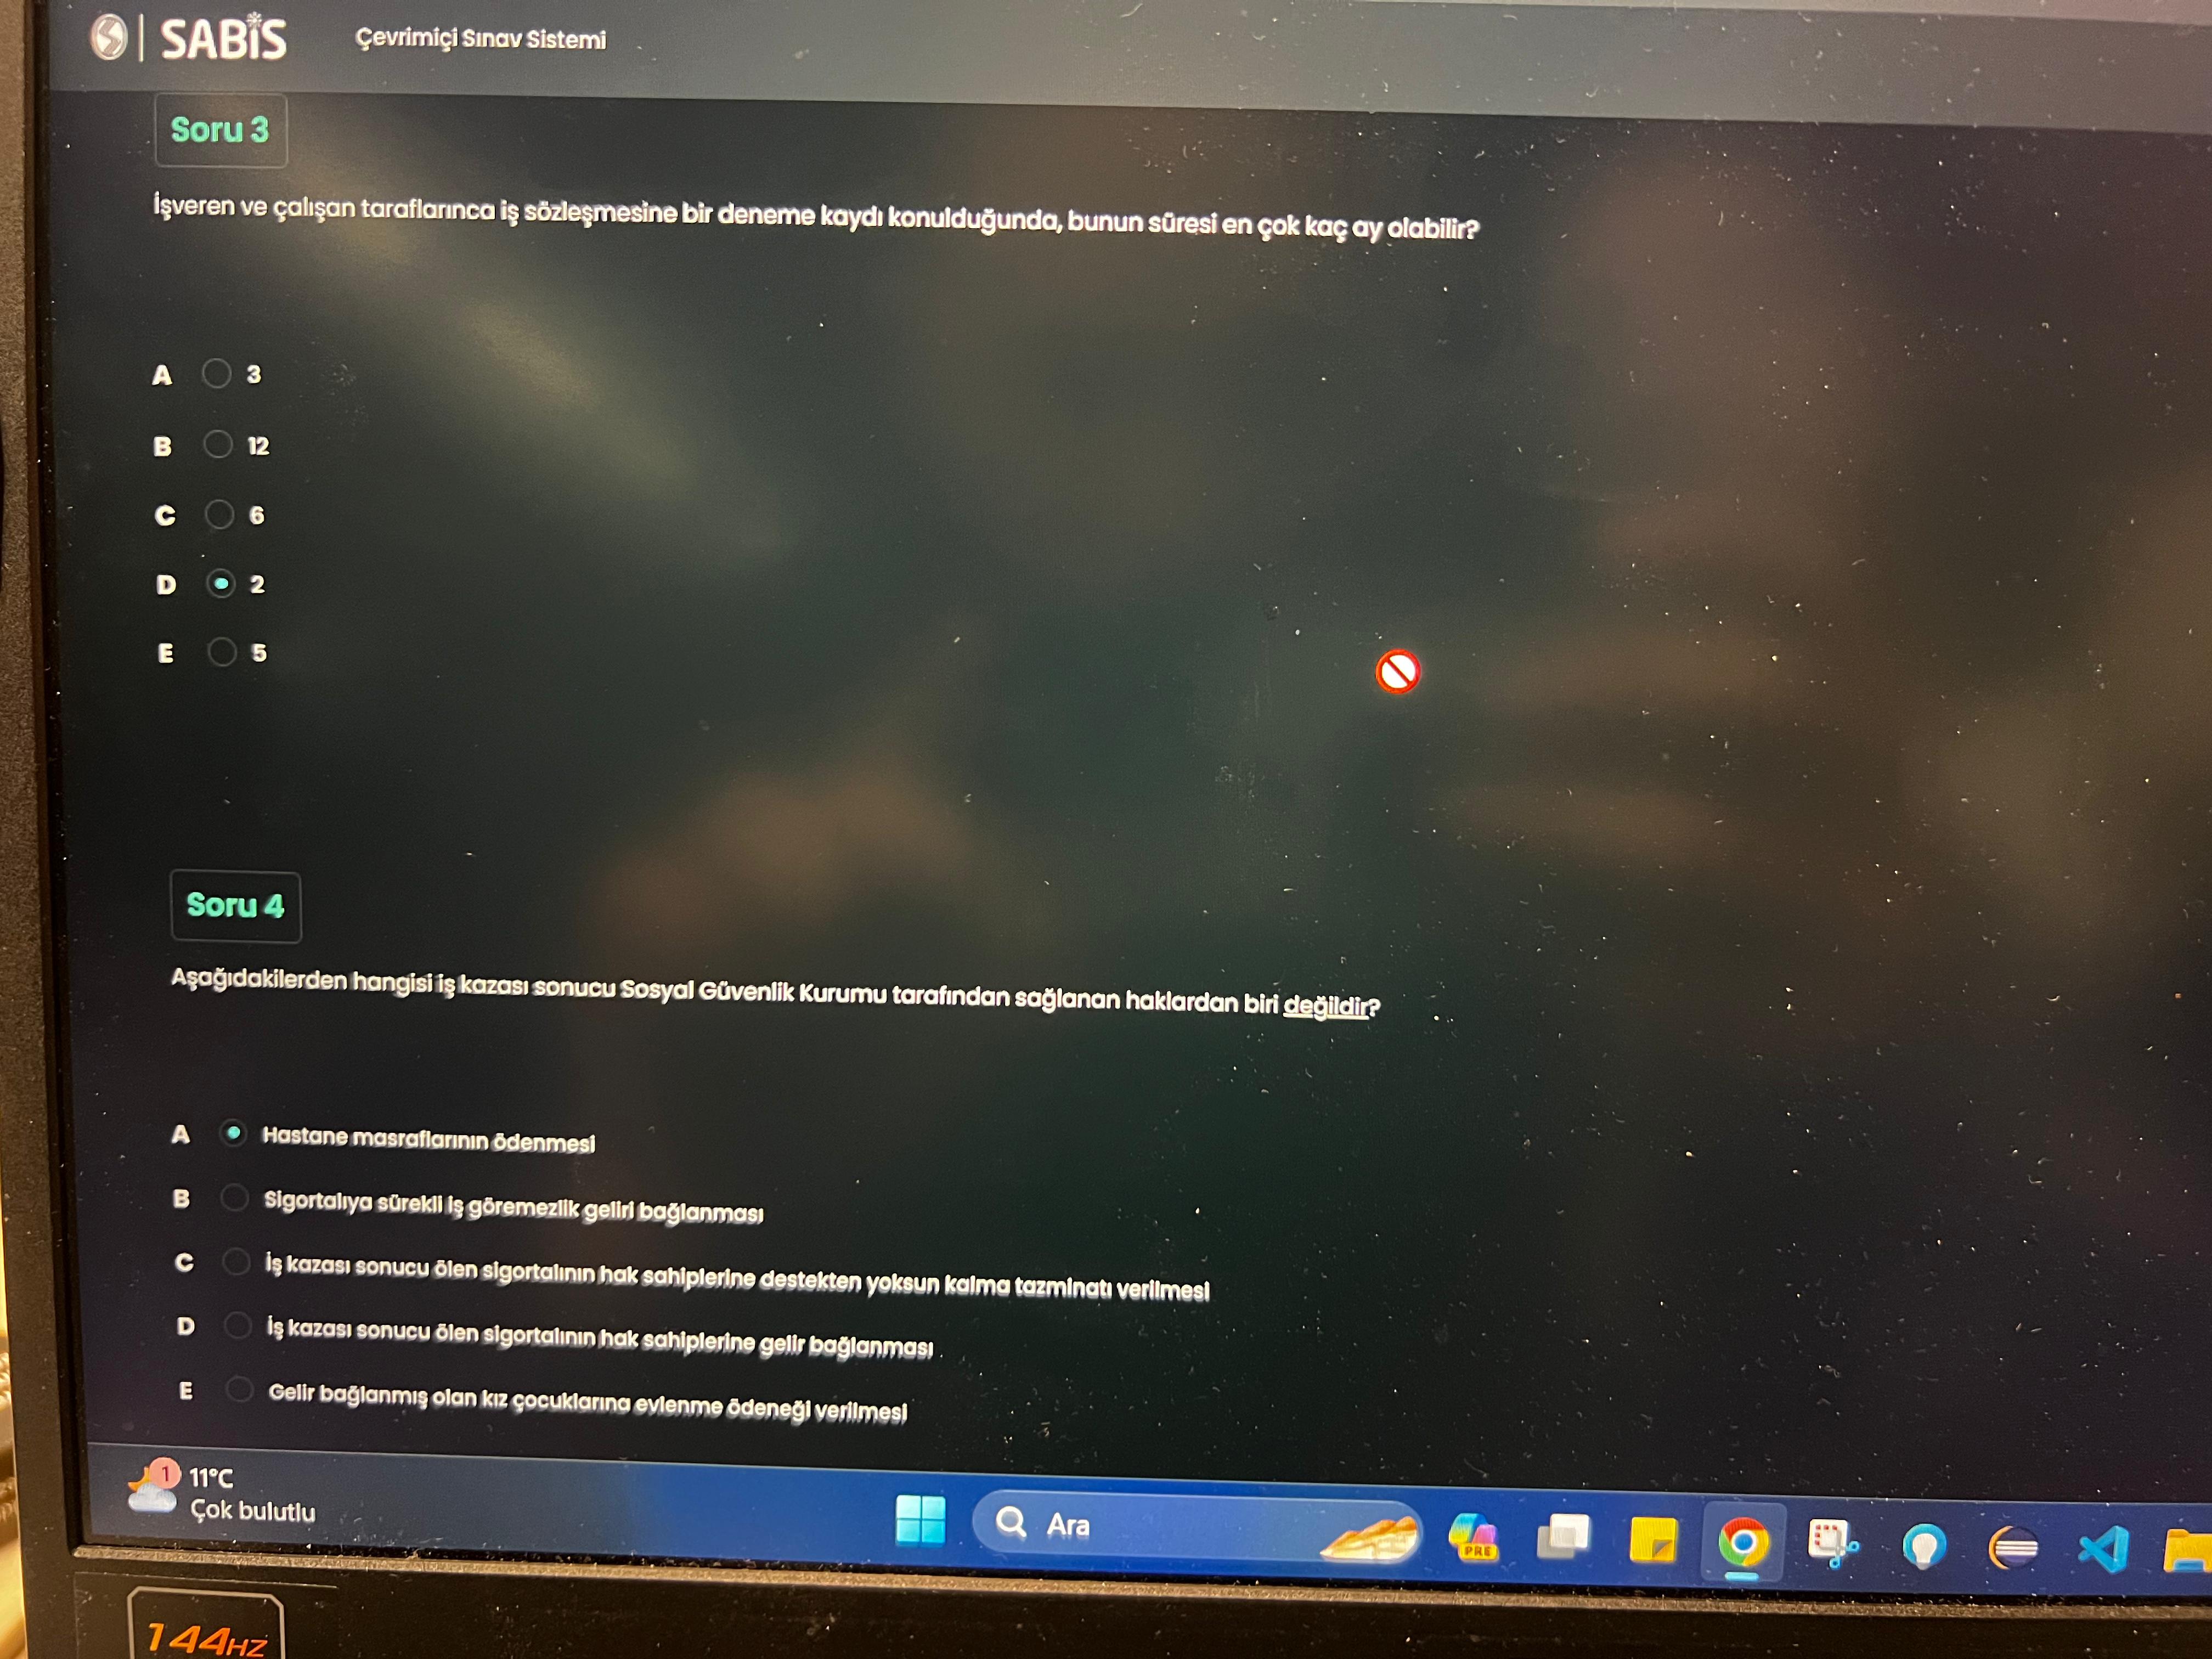 SABİS
Çevrimiçi Sınav Sistemi
Soru 3
İşveren ve çalışan taraflarınca iş sözleşmesine bir deneme kaydı konulduğunda, bunun süresi en çok kaç ay olabilir?
A 3
B 12
C 6
D 2
E 5
Soru 4
Aşağıdakilerden hangisi iş kazası sonucu Sosyal Güvenlik Kurumu tarafından sağlanan haklardan biri değildir?
A Hastane masraflarının ödenmesi
B Sigortalıya sürekli iş göremezlik geliri bağlanması
C İş kazası sonucu ölen sigortalının hak sahiplerine destekten yoksun kalma tazminatı verilmesi
D İş kazası sonucu ölen sigortalının hak sahiplerine gelir bağlanması
E Gelir bağlanmış olan kız çocuklarına evlenme ödeneği verilmesi
1
11°C
Çok bulutlu
Ara
PRE
144HZ